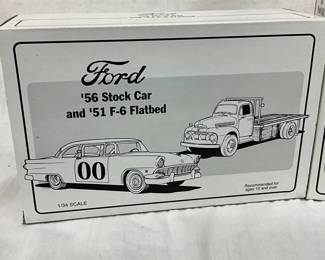 Ford
'56 Stock Car
and '51 F-6 Flatbed
00
1/34 SCALE
Recommended for
ages 14 and over